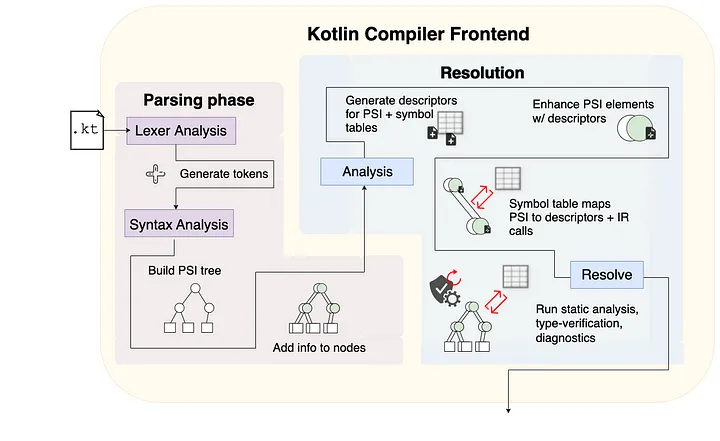 Kotlin Compiler Frontend
Parsing phase
.kt
Lexer Analysis
Generate tokens
Syntax Analysis
Build PSI tree
Add info to nodes
Resolution
Generate descriptors
for PSI + symbol
tables
Analysis
Enhance PSI elements
w/ descriptors
Symbol table maps
PSI to descriptors + IR
calls
Resolve
Run static analysis,
type-verification,
diagnostics